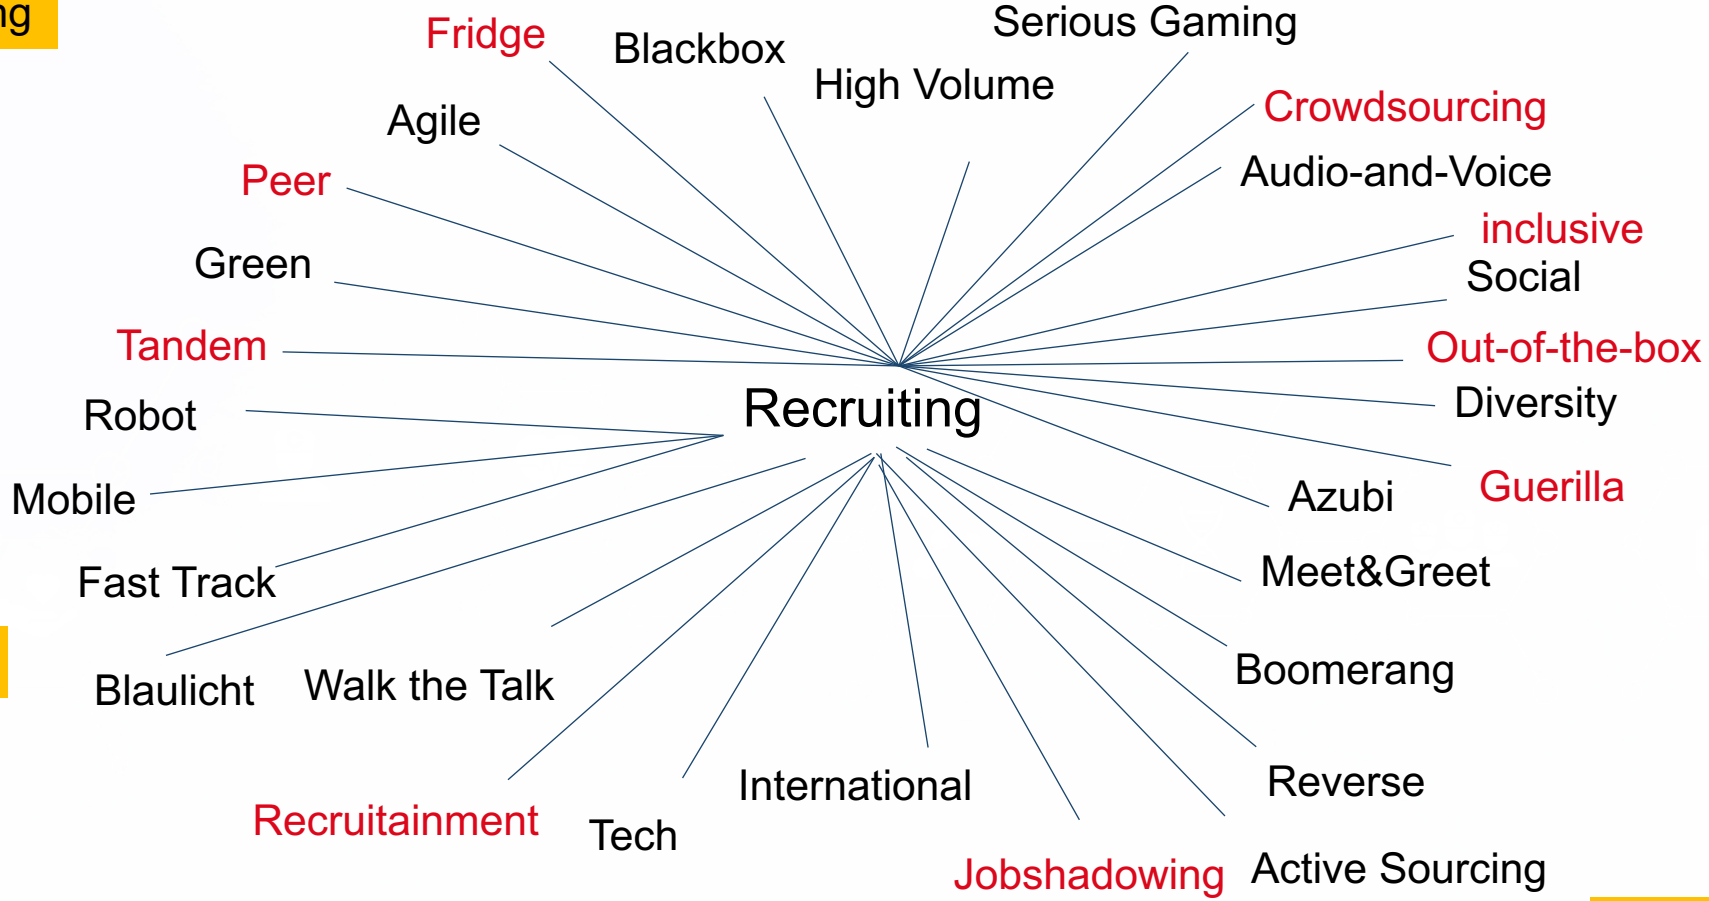 ng
Serious Gaming
Fridge
Blackbox
High Volume
Crowdsourcing
Agile
Audio-and-Voice
Peer
inclusive
Green
Social
Tandem
Out-of-the-box
Recruiting
Diversity
Robot
Guerilla
Mobile
Azubi
Fast Track
Meet&Greet
Blaulicht
Walk the Talk
Boomerang
International
Reverse
Recruitainment
Tech
Jobshadowing
Active Sourcing